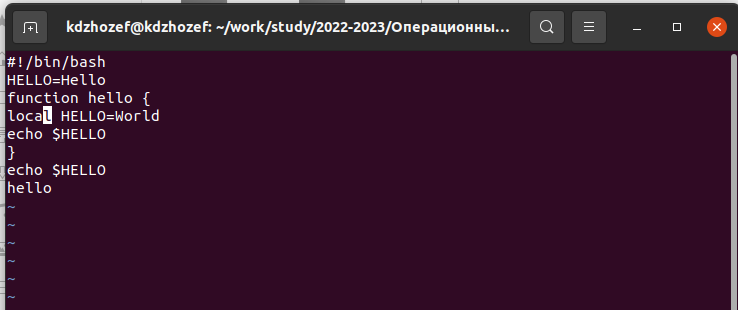 kdzhozef@kdzhozef: ~/work/study/2022-2023/Операционны…
#!/bin/bash
HELLO=Hello
function hello {
local HELLO=World
echo $HELLO
}
echo $HELLO
hello
~
~
~
~
~
~